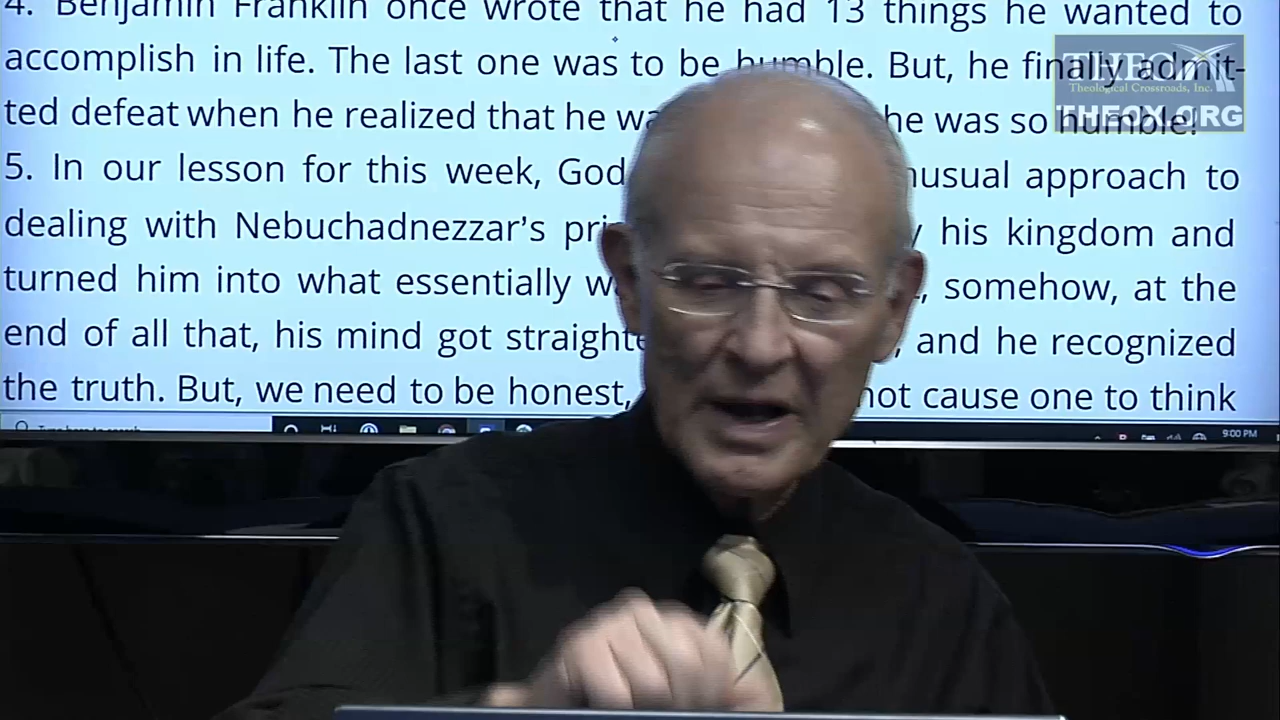 4. Benjamin Franklin once wrote that he had 13 things he wanted to
accomplish in life. The last one was to be humble. But, he finally admit-
ted defeat when he realized that he he was so humble!
5. In our lesson for this week, God approach to
dealing with Nebuchadnezzar's his kingdom and
turned him into what essentially somehow, at the
end of all that, his mind got and he recognized
the truth. But, we need to be honest, not cause one to think
THEOX
Theological Crossroads, Inc.
THEOX.ORG
9:00 PM